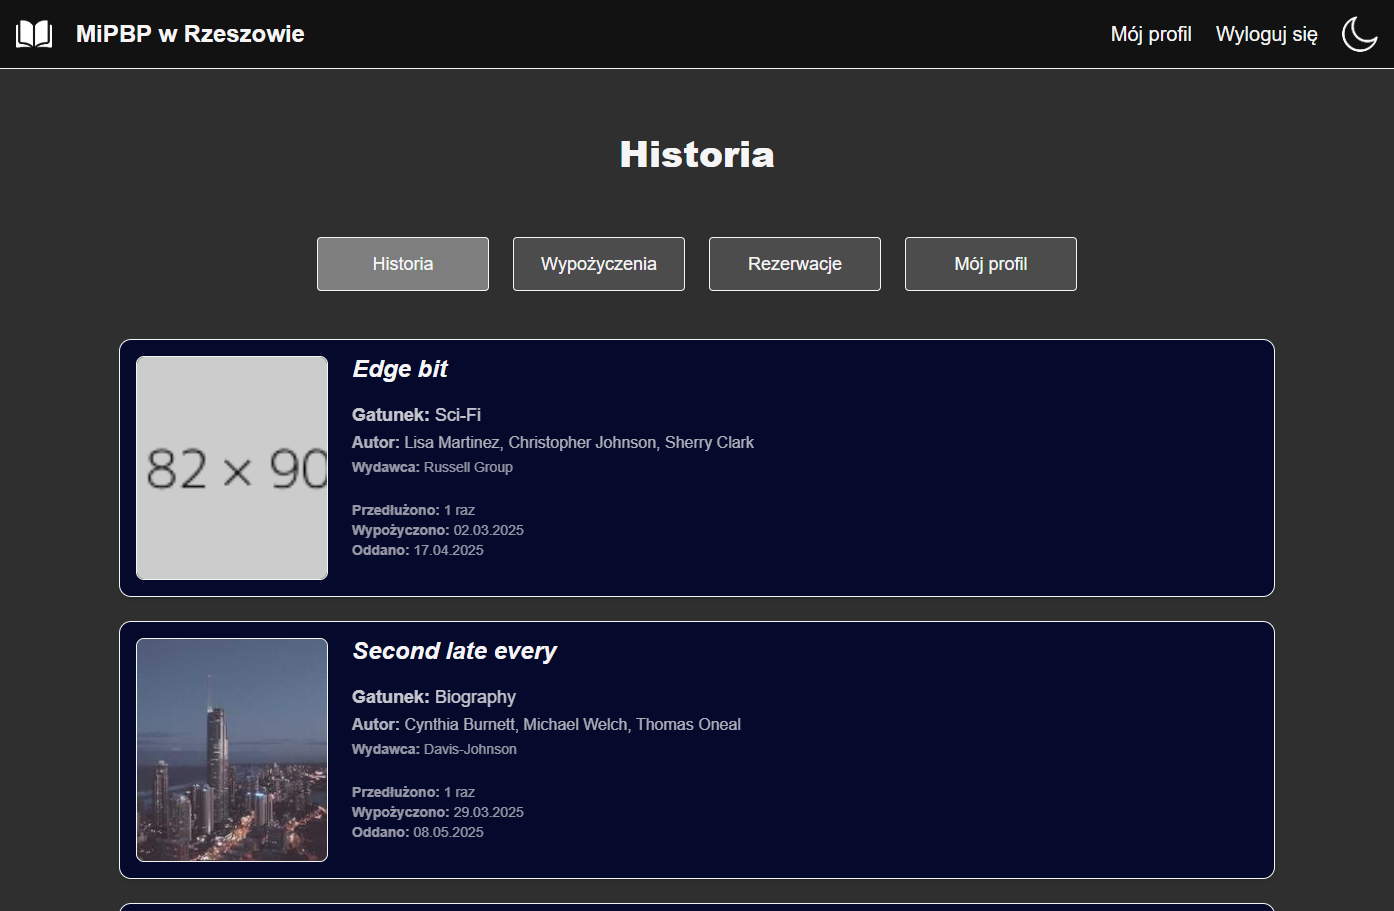 MiPBP w Rzeszowie
Mój profil
Wyloguj się
Historia
Historia
Wypożyczenia
Rezerwacje
Mój profil
82 × 90
Edge bit
Gatunek: Sci-Fi
Autor: Lisa Martinez, Christopher Johnson, Sherry Clark
Wydawca: Russell Group
Przedłużono: 1 raz
Wypożyczono: 02.03.2025
Oddano: 17.04.2025
Second late every
Gatunek: Biography
Autor: Cynthia Burnett, Michael Welch, Thomas Oneal
Wydawca: Davis-Johnson
Przedłużono: 1 raz
Wypożyczono: 29.03.2025
Oddano: 08.05.2025